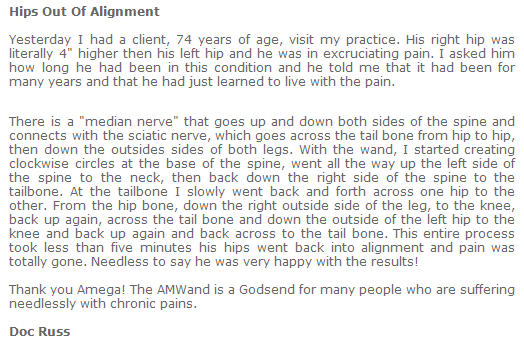 Hips Out Of Alignment
Yesterday I had a client, 74 years of age, visit my practice. His right hip was
literally 4" higher then his left hip and he was in excruciating pain. I asked him
how long he had been in this condition and he told me that it had been for
many years and that he had just learned to live with the pain.
There is a "median nerve" that goes up and down both sides of the spine and
connects with the sciatic nerve, which goes across the tail bone from hip to hip,
then down the outsides sides of both legs. With the wand, I started creating
clockwise circles at the base of the spine, went all the way up the left side of
the spine to the neck, then back down the right side of the spine to the
tailbone. At the tailbone I slowly went back and forth across one hip to the
other. From the hip bone, down the right outside side of the leg, to the knee,
back up again, across the tail bone and down the outside of the left hip to the
knee and back up again and back across to the tail bone. This entire process
took less than five minutes his hips went back into alignment and pain was
totally gone. Needless to say he was very happy with the results!
Thank you Amega! The AMWand is a Godsend for many people who are suffering
needlessly with chronic pains.
Doc Russ